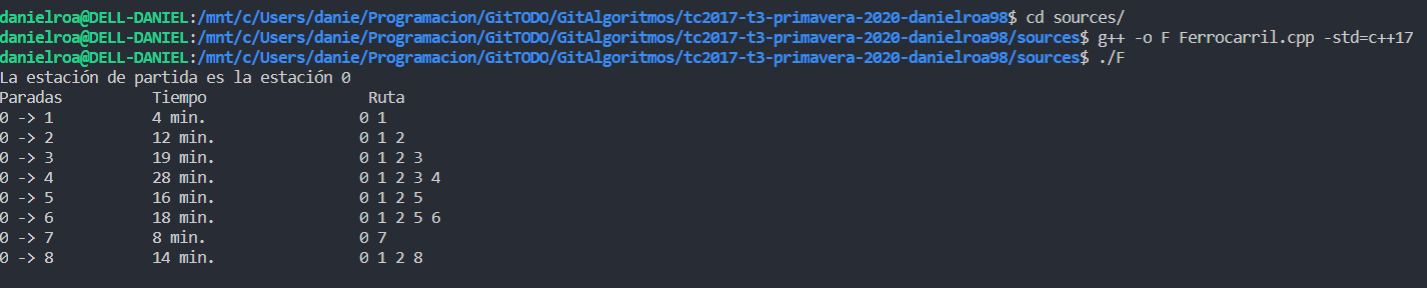 danielroa@DELL-DANIEL:/mnt/c/Users/danie/Programacion/GitTODO/GitAlgoritmos/tc2017-t3-primavera-2020-danielroa98$ cd sources/
danielroa@DELL-DANIEL:/mnt/c/Users/danie/Programacion/GitTODO/GitAlgoritmos/tc2017-t3-primavera-2020-danielroa98/sources$ g++ -o F Ferrocarril.cpp -std=c++17
danielroa@DELL-DANIEL:/mnt/c/Users/danie/Programacion/GitTODO/GitAlgoritmos/tc2017-t3-primavera-2020-danielroa98/sources$ ./F
La estación de partida es la estación 0
Paradas Tiempo Ruta
0 -> 1 4 min. 0 1
0 -> 2 12 min. 0 1 2
0 -> 3 19 min. 0 1 2 3
0 -> 4 28 min. 0 1 2 3 4
0 -> 5 16 min. 0 1 2 5
0 -> 6 18 min. 0 1 2 5 6
0 -> 7 8 min. 0 7
0 -> 8 14 min. 0 1 2 8